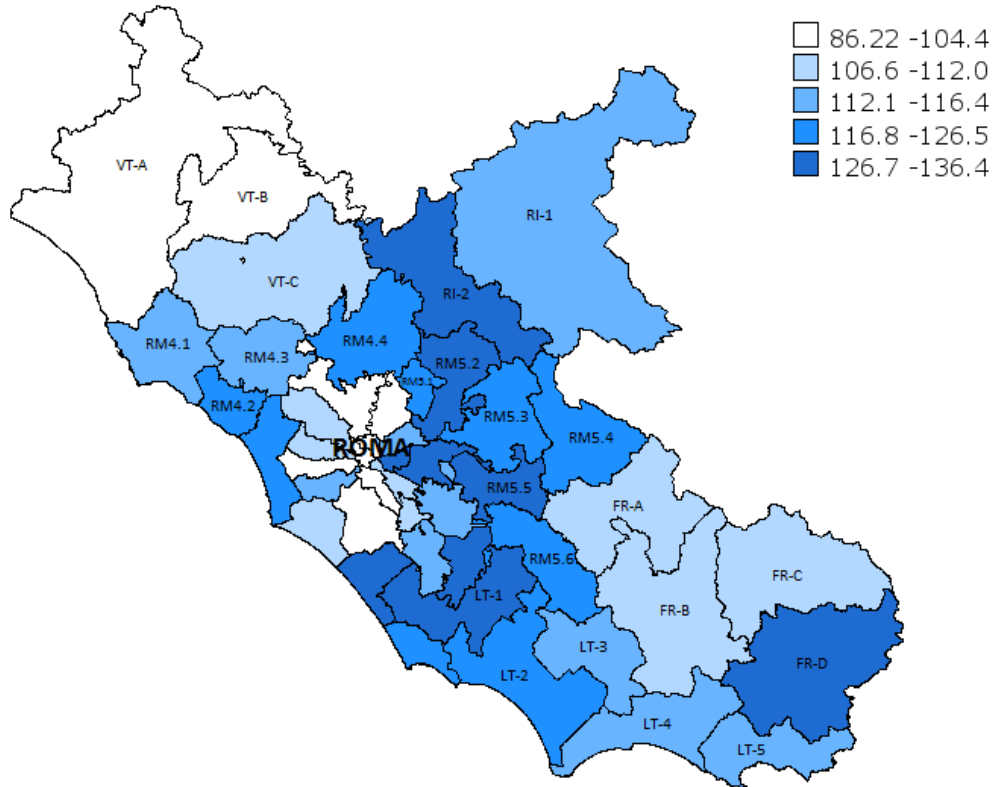 86.22 -104.4
106.6 -112.0
112.1 -116.4
116.8 -126.5
126.7 -136.4
VT-A
VT-B
RI-1
VT-C
RI-2
RM4.1
RM4.3
RM4.4
RM5.2
RM5.1
RM4.2
RM5.3
RM5.4
ROMA
RM5.5
FR-A
RM5.6
FR-C
LT-1
FR-B
LT-3
FR-D
LT-2
LT-4
LT-5